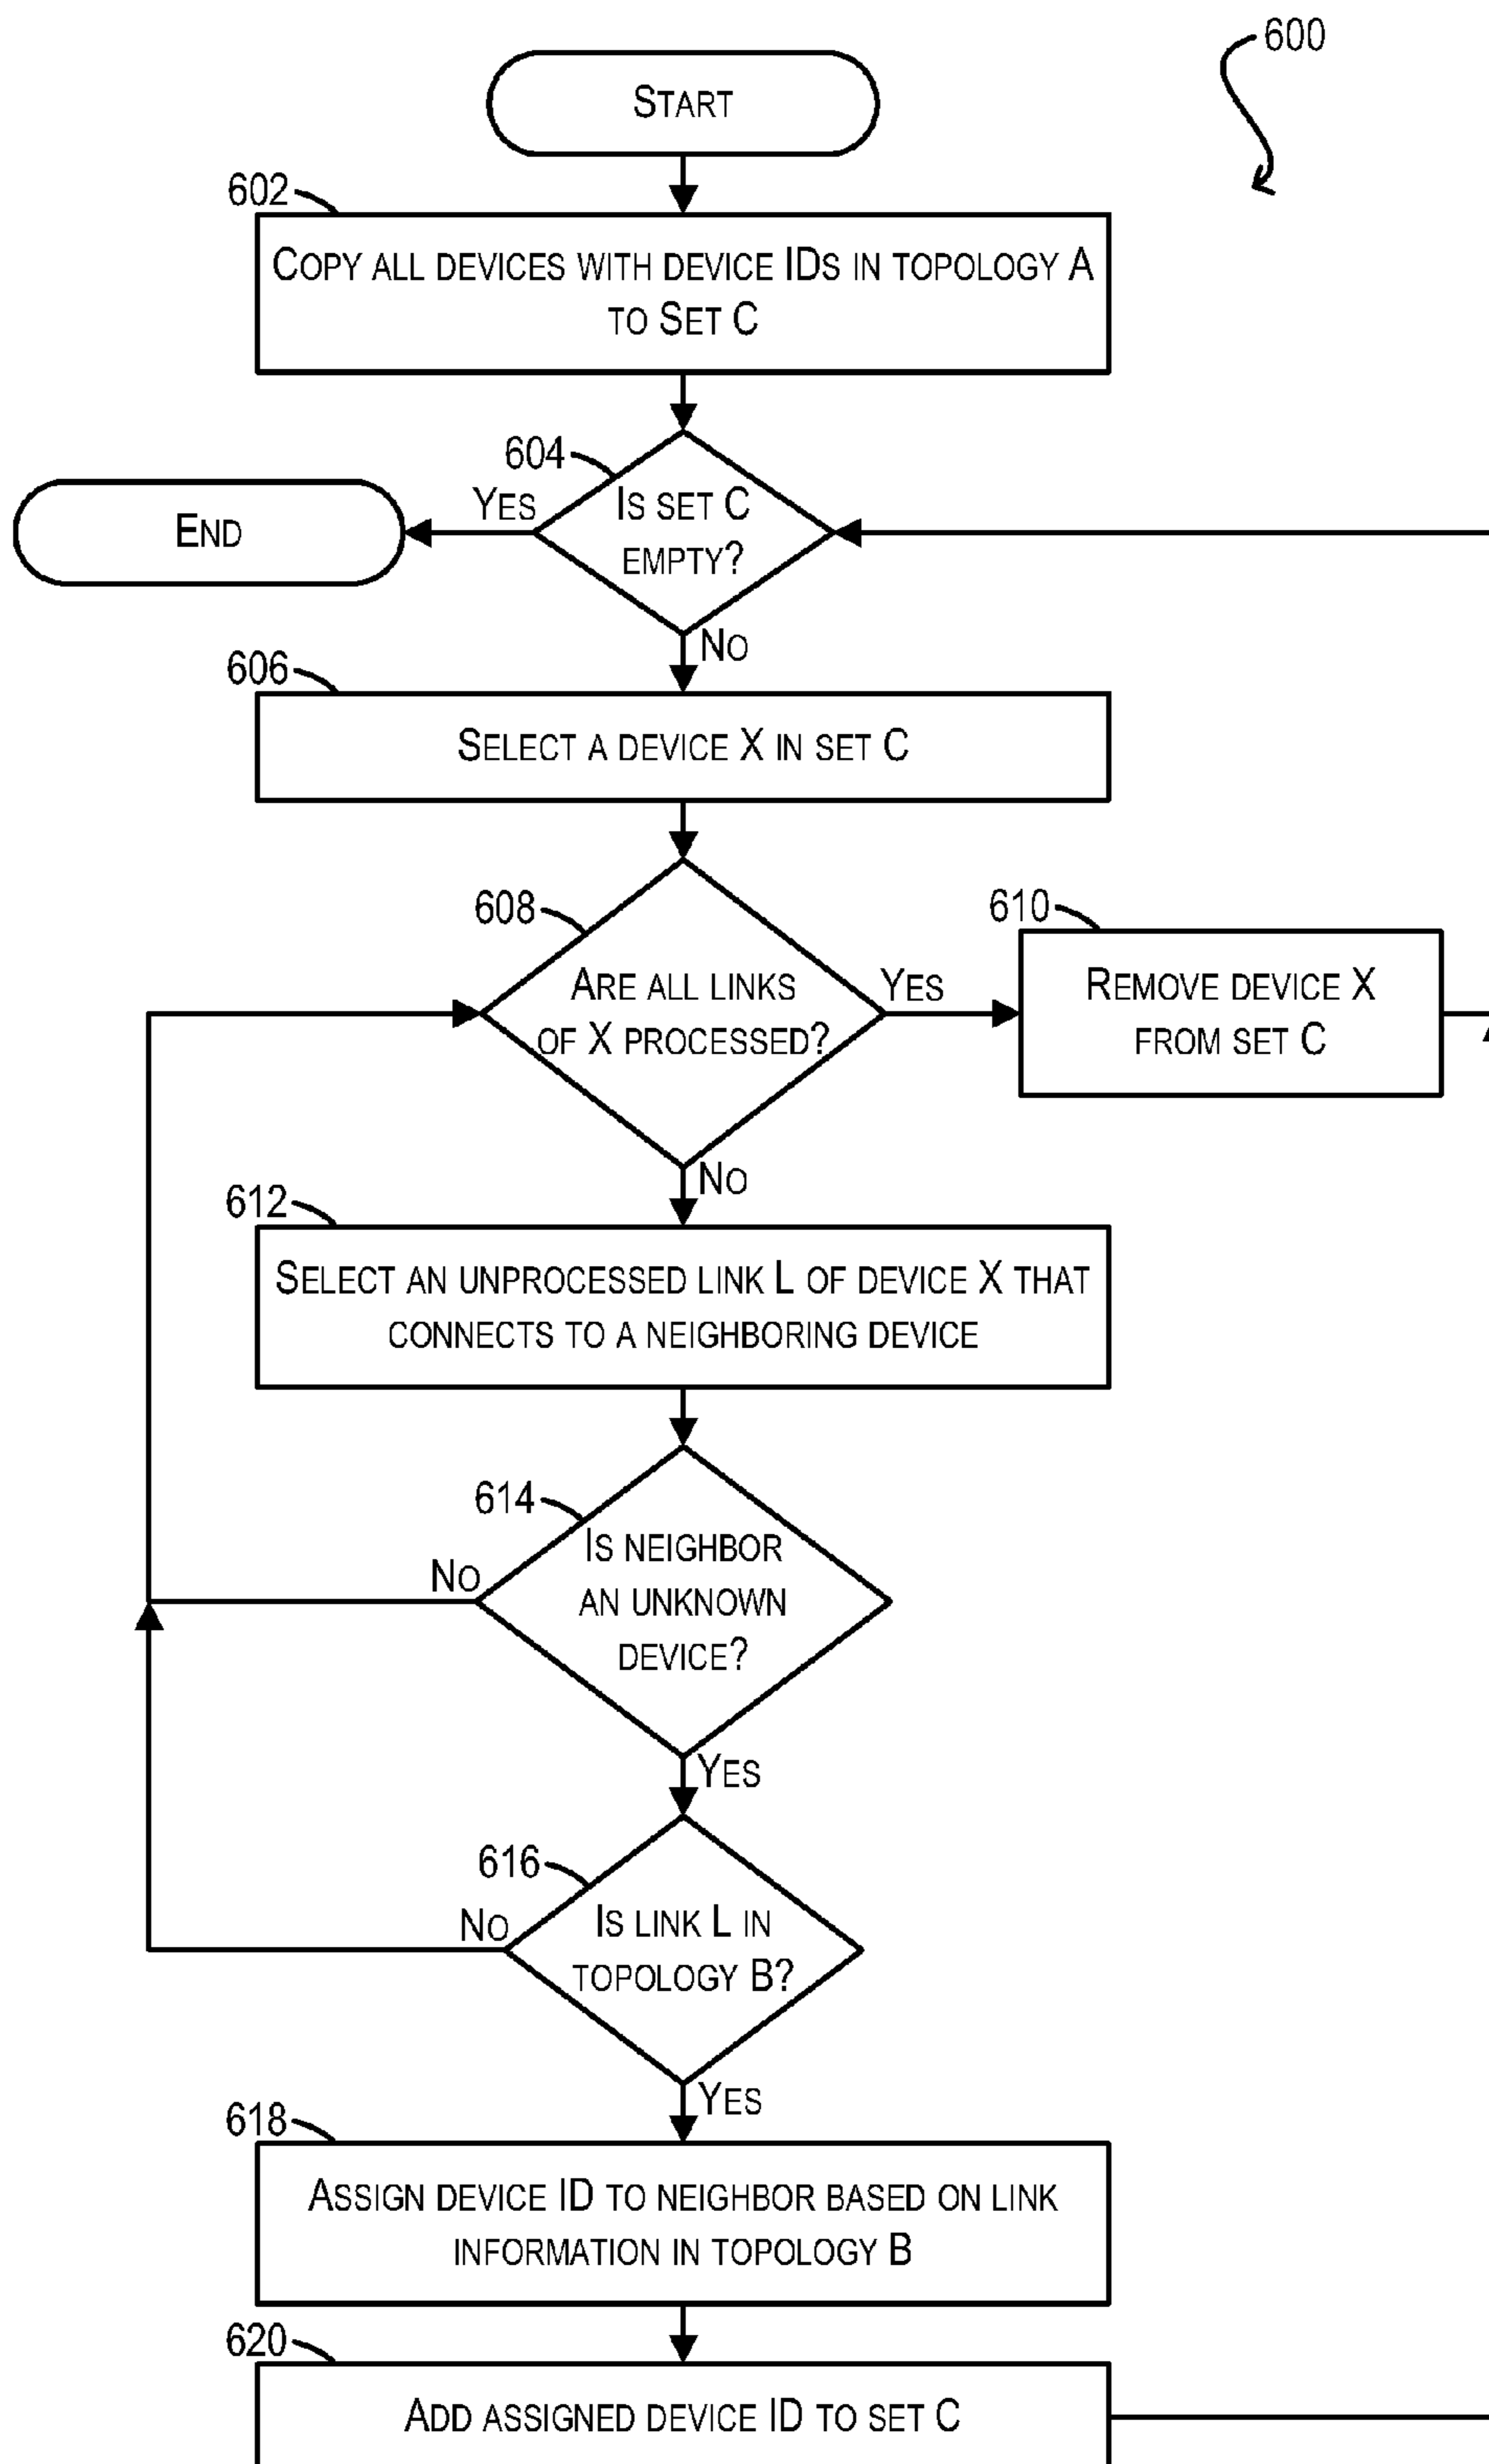 600
START
602
COPY ALL DEVICES WITH DEVICE IDS IN TOPOLOGY A
TO SET C
604
YES
IS SET C
EMPTY?
END
NO
606
SELECT A DEVICE X IN SET C
608
ARE ALL LINKS
OF X PROCESSED?
YES
610
REMOVE DEVICE X
FROM SET C
NO
612
SELECT AN UNPROCESSED LINK L OF DEVICE X THAT
CONNECTS TO A NEIGHBORING DEVICE
614
NO
IS NEIGHBOR
AN UNKNOWN
DEVICE?
YES
616
NO
IS LINK L IN
TOPOLOGY B?
YES
618
ASSIGN DEVICE ID TO NEIGHBOR BASED ON LINK
INFORMATION IN TOPOLOGY B
620
ADD ASSIGNED DEVICE ID TO SET C